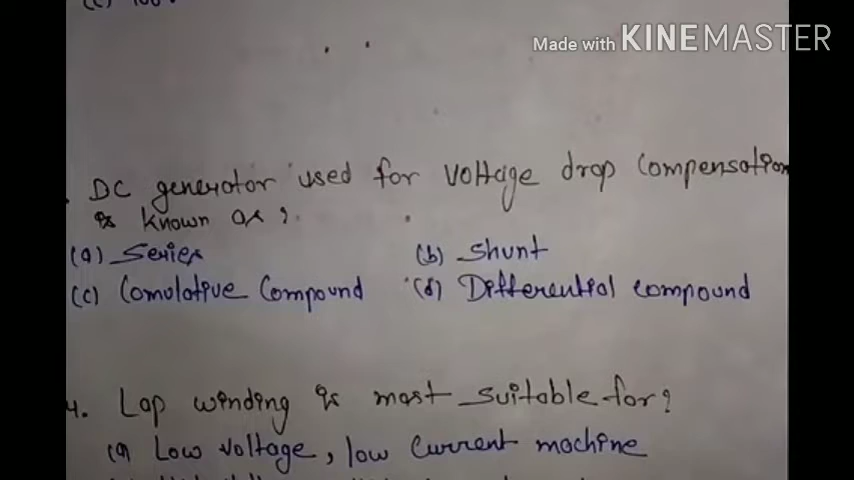 Made with KINEMASTER
DC generator used for voltage drop compensation
is known as ?
(a) Series
(b) Shunt
(c) Comulative Compound
(d) Differential compound
4. Lap winding is most suitable for ?
(a) Low voltage, low current machine